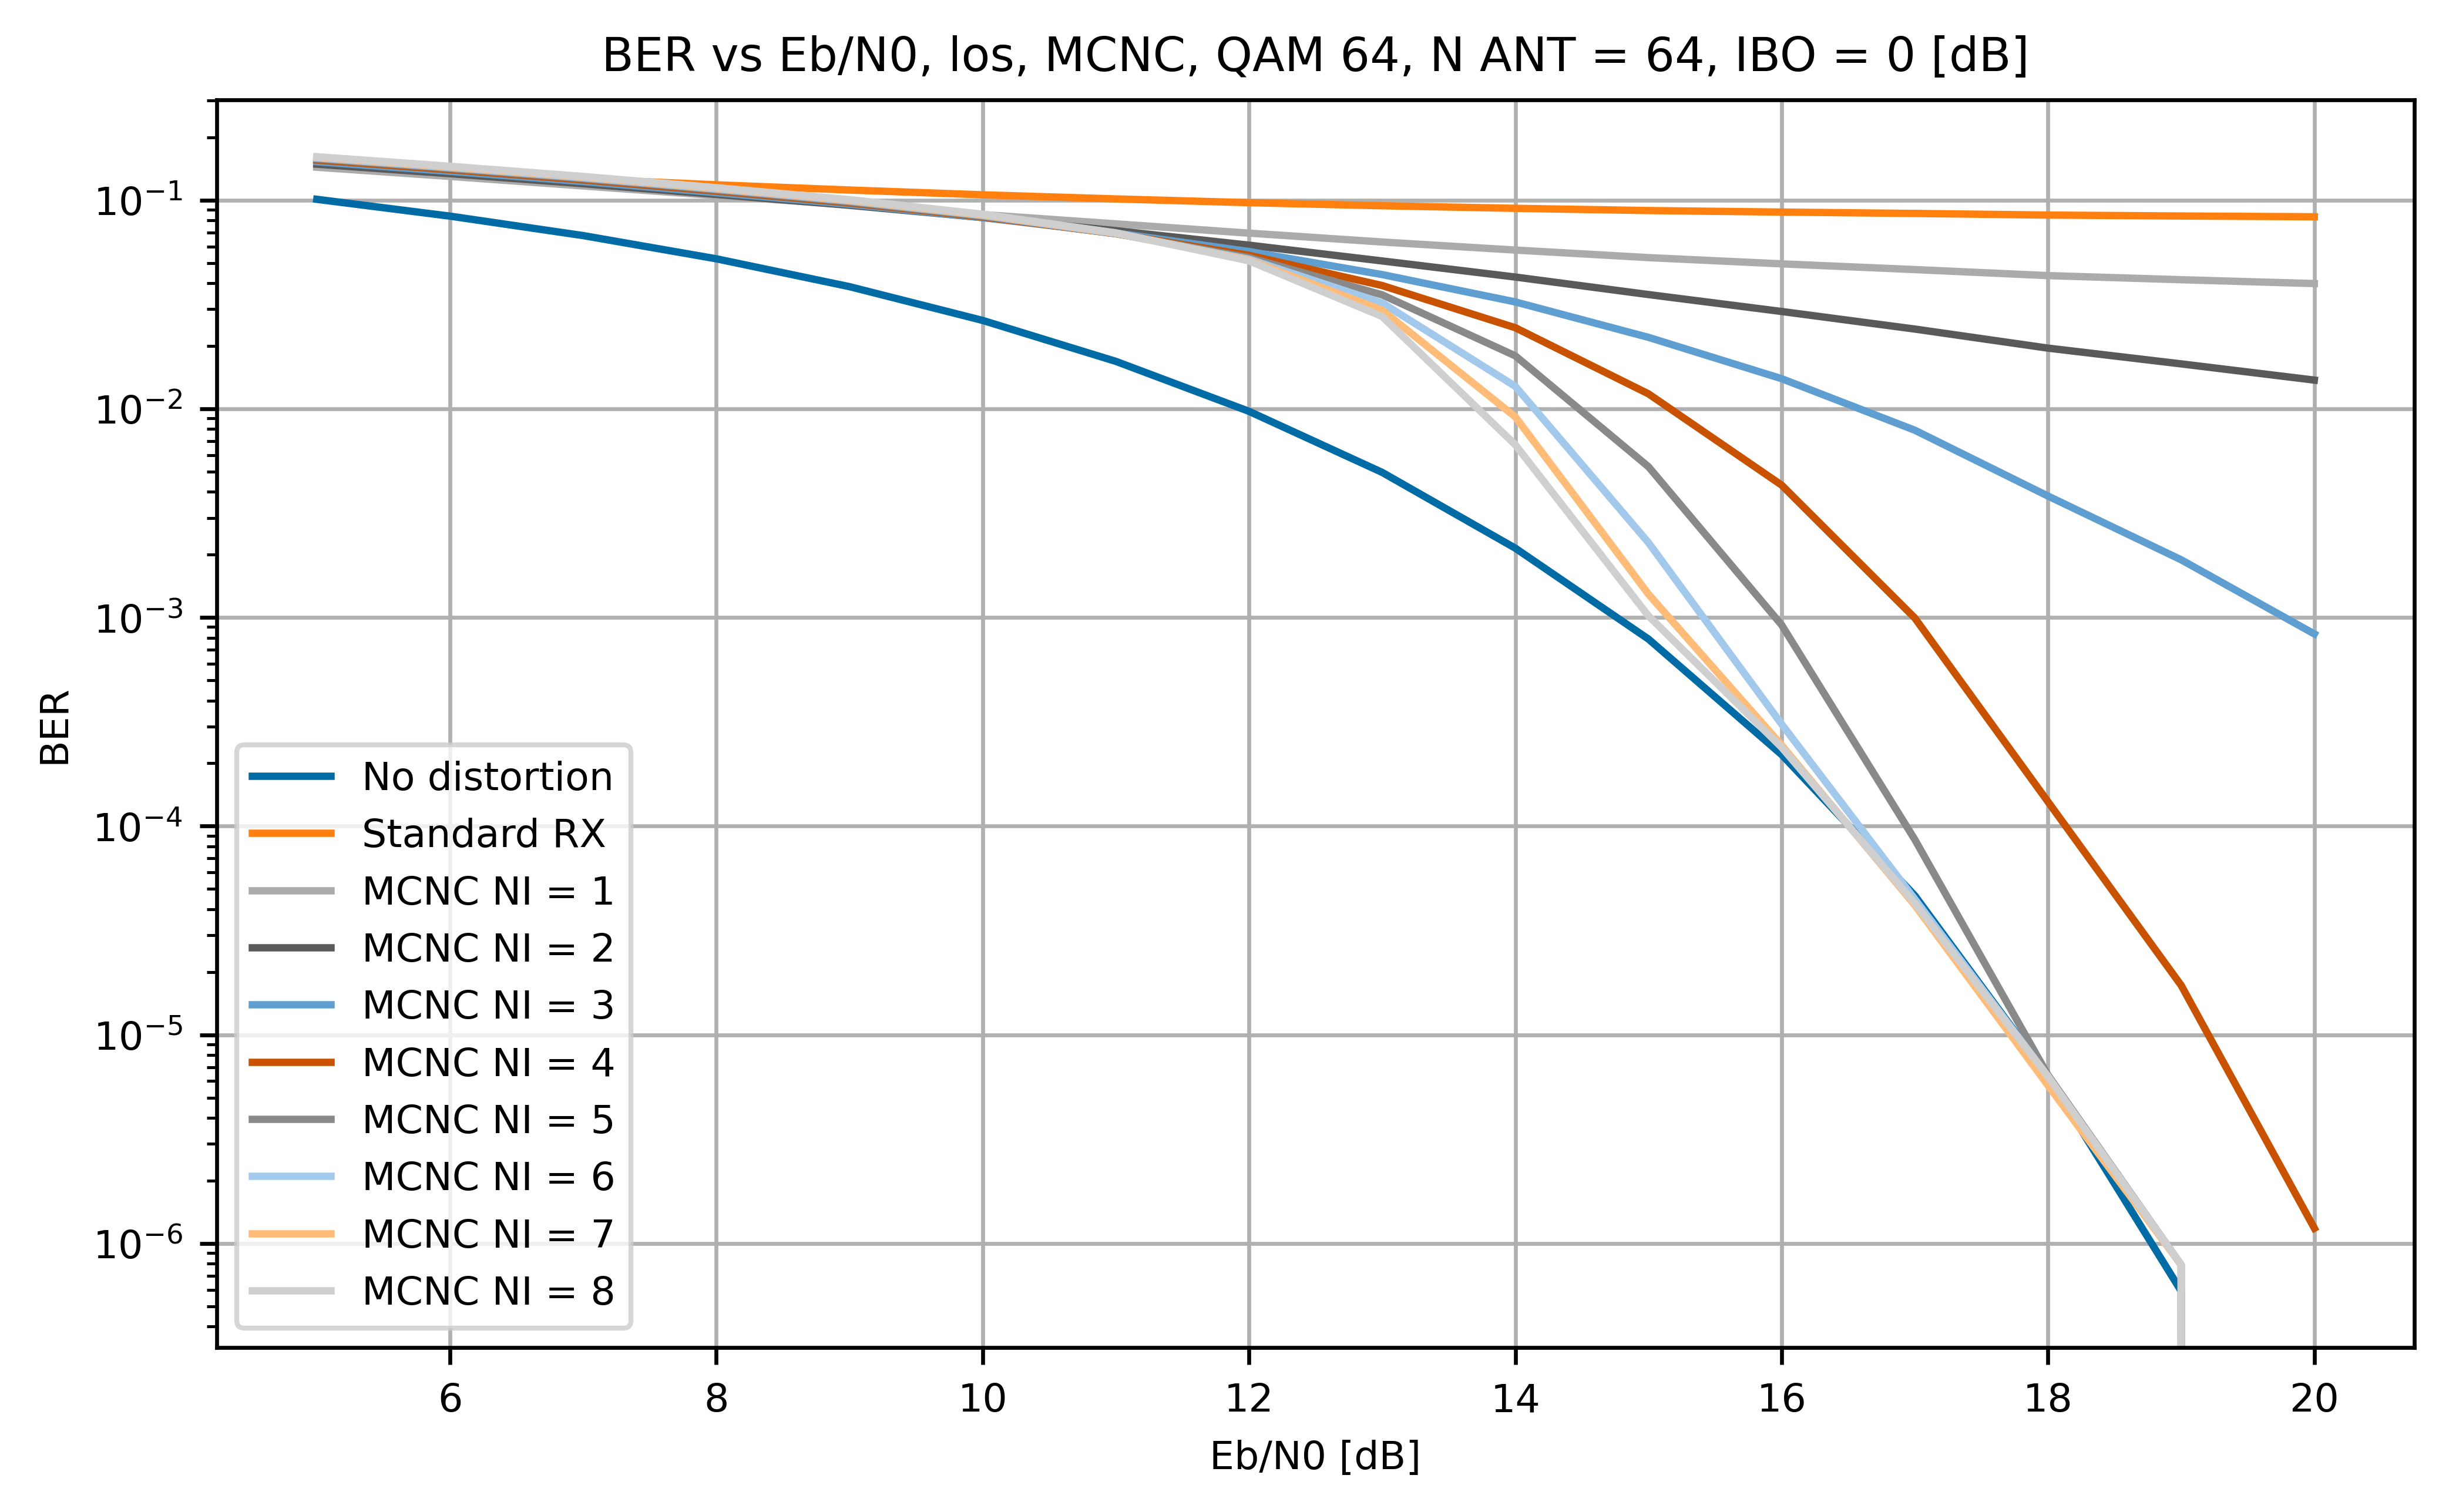 BER vs Eb/N0, los, MCNC, QAM 64, N ANT = 64, IBO = 0 [dB]
BER
10⁻¹
10⁻²
10⁻³
10⁻⁴
10⁻⁵
10⁻⁶
No distortion
Standard RX
MCNC NI = 1
MCNC NI = 2
MCNC NI = 3
MCNC NI = 4
MCNC NI = 5
MCNC NI = 6
MCNC NI = 7
MCNC NI = 8
6 8 10 12 14 16 18 20
Eb/N0 [dB]